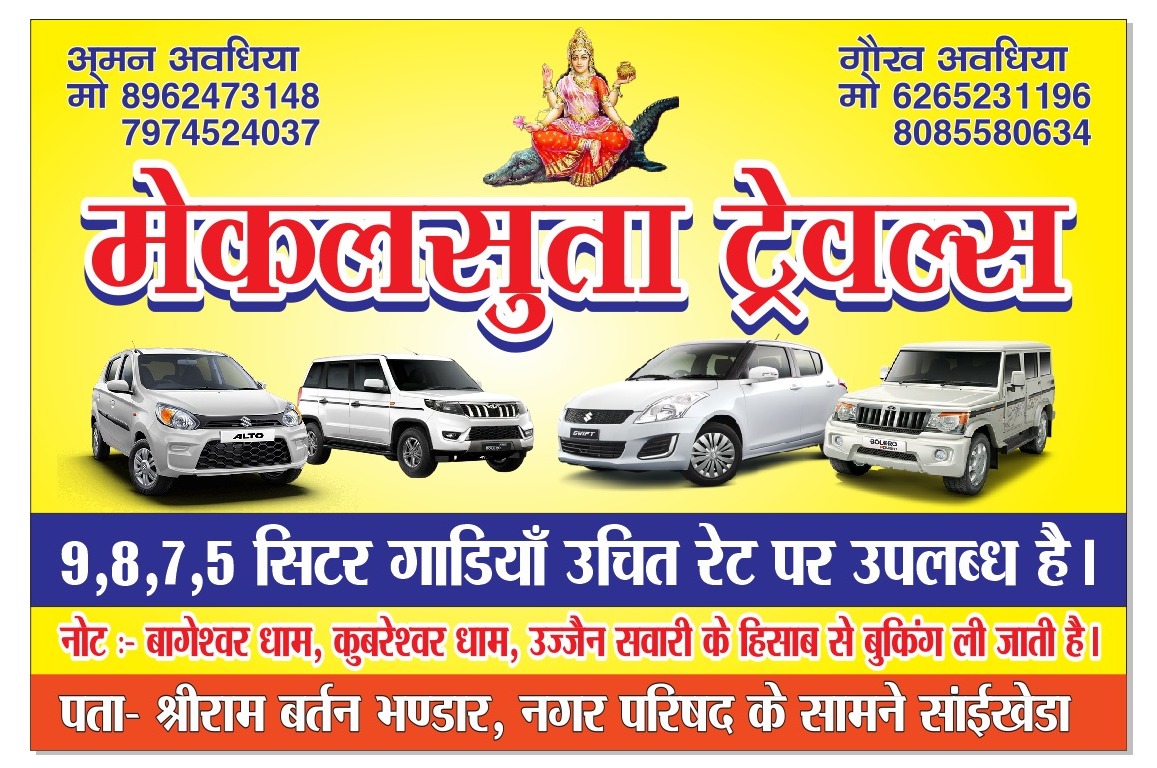 अमन अवधिया
मो 8962473148
7974524037
गौरव अवधिया
मो 6265231196
8085580634
मेकलसुता ट्रेवल्स
ALTO
SWIFT
BOLERO
9,8,7,5 सिटर गाडियाँ उचित रेट पर उपलब्ध है।
नोट :- बागेश्वर धाम, कुबरेश्वर धाम, उज्जैन सवारी के हिसाब से बुकिंग ली जाती है।
पता- श्रीराम बर्तन भण्डार, नगर परिषद के सामने सांईखेडा